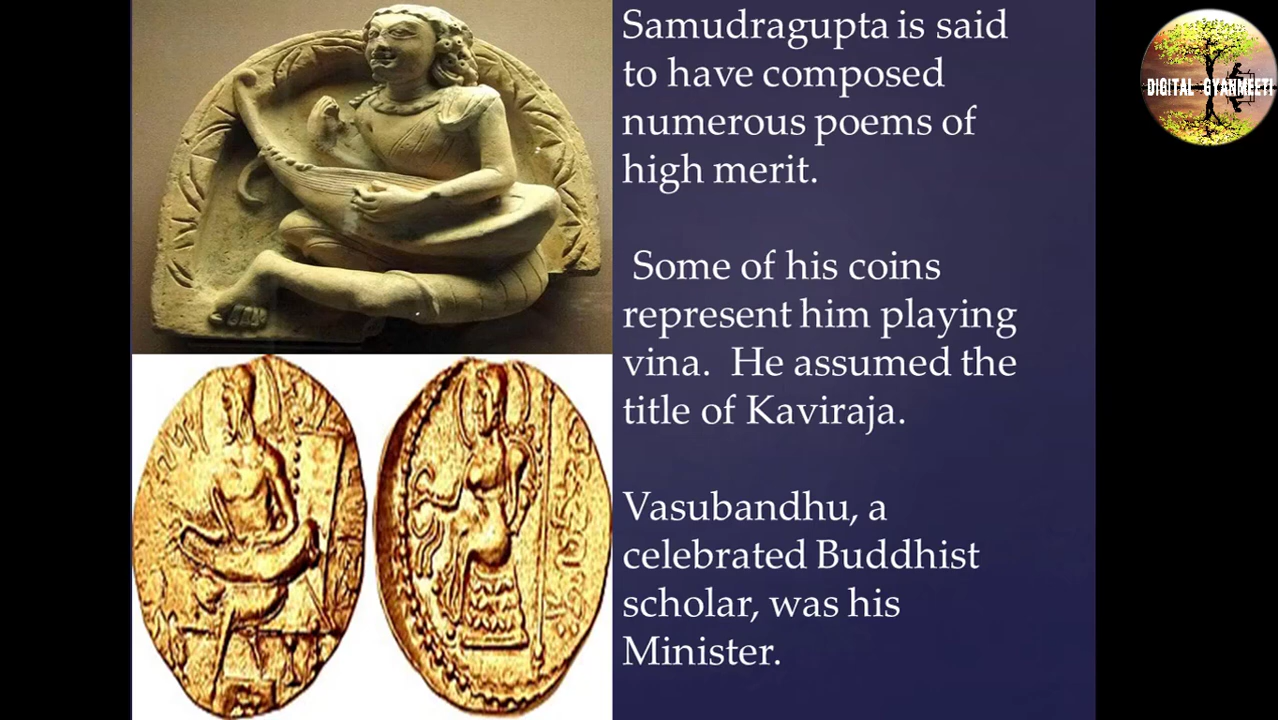 Samudragupta is said
to have composed
numerous poems of
high merit.
Some of his coins
represent him playing
vina. He assumed the
title of Kaviraja.
Vasubandhu, a
celebrated Buddhist
scholar, was his
Minister.
DIGITAL GYANMEETI